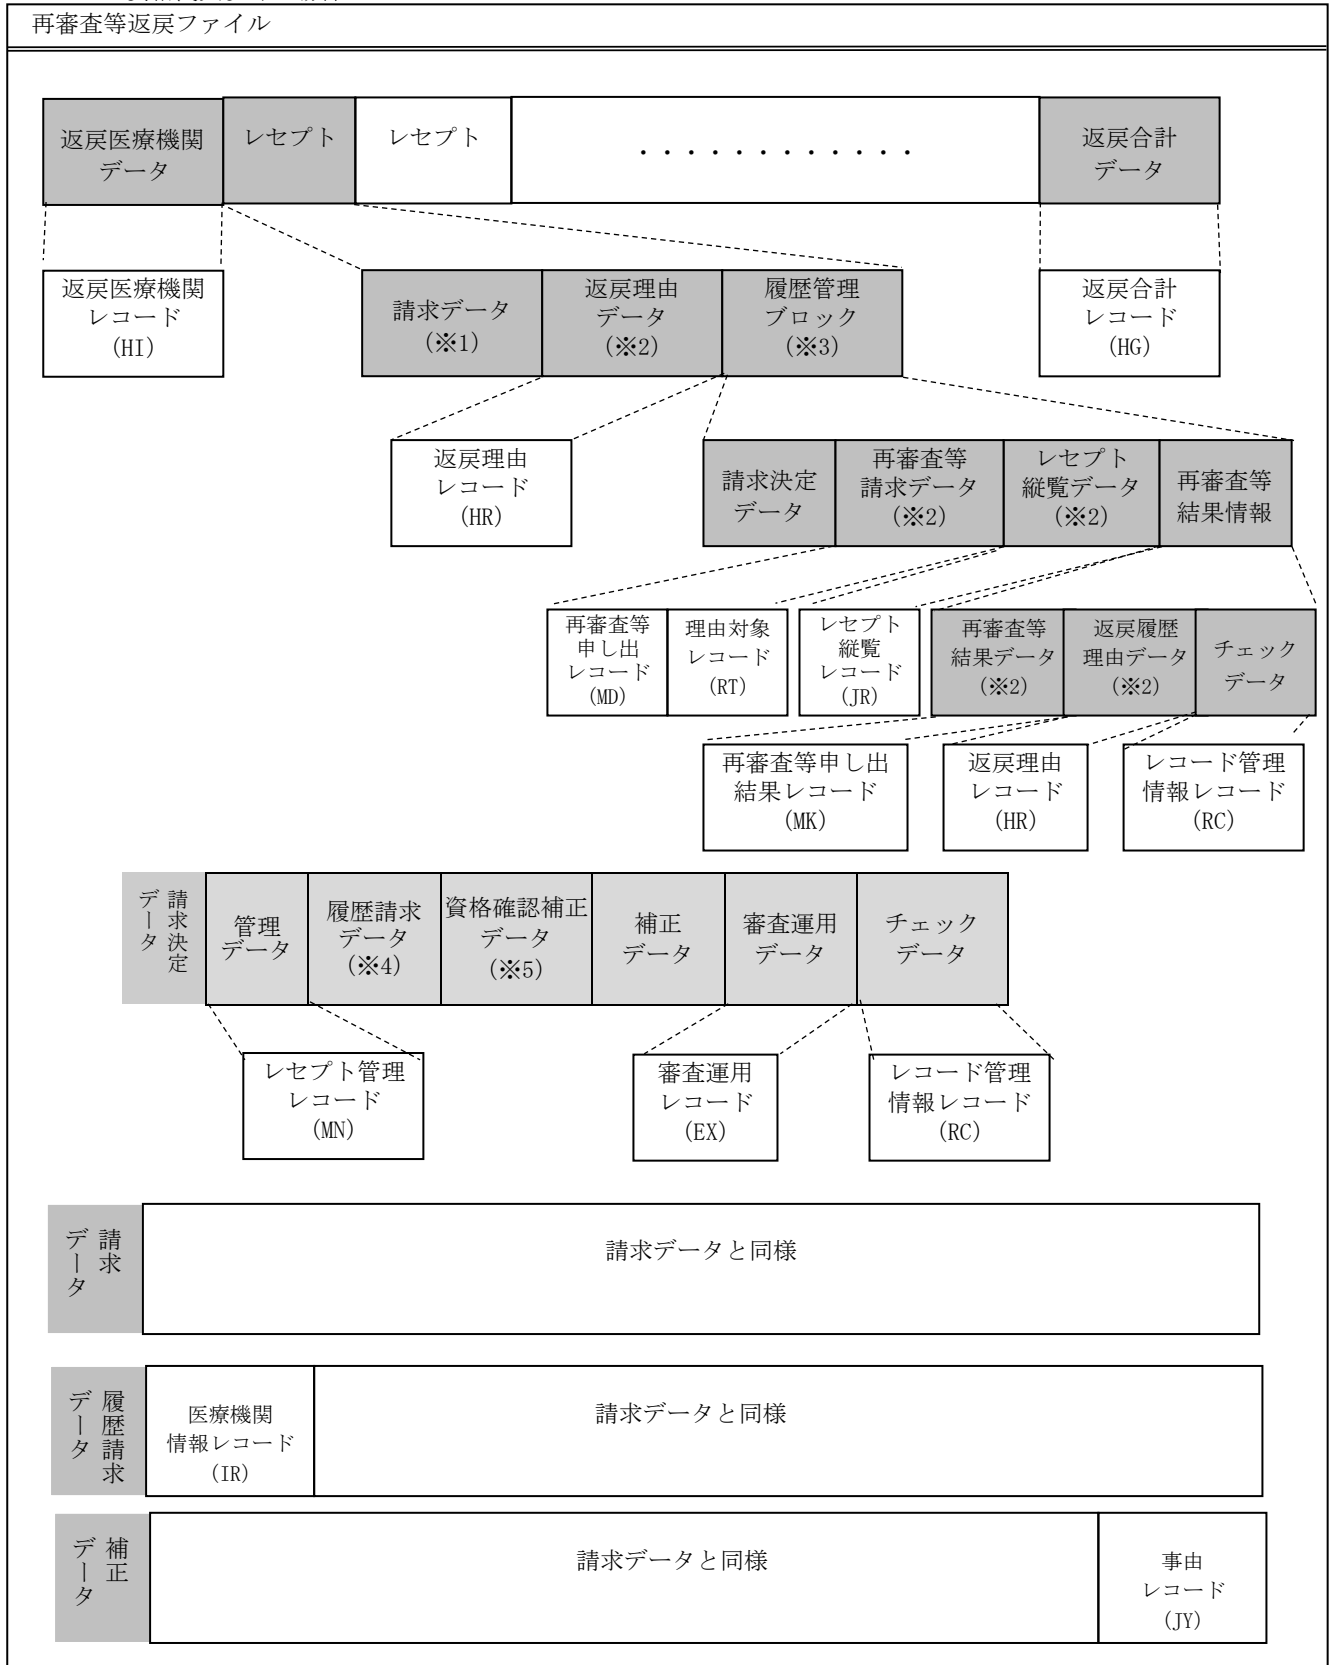 再審査等返戻ファイル
返戻医療機関
データ
レセプト
レセプト
・・・・・・・・・・・・
返戻合計
データ
返戻医療機関
レコード
(HI)
請求データ
(※1)
返戻理由
データ
(※2)
履歴管理
ブロック
(※3)
返戻合計
レコード
(HG)
返戻理由
レコード
(HR)
請求決定
データ
再審査等
請求データ
(※2)
レセプト
縦覧データ
(※2)
再審査等
結果情報
再審査等
申し出
レコード
(MD)
理由対象
レコード
(RT)
レセプト
縦覧
レコード
(JR)
再審査等
結果データ
(※2)
返戻履歴
理由データ
(※2)
チェック
データ
再審査等申し出
結果レコード
(MK)
返戻理由
レコード
(HR)
レコード管理
情報レコード
(RC)
請求決定
データ
管理
データ
履歴請求
データ
(※4)
資格確認補正
データ
(※5)
補正
データ
審査運用
データ
チェック
データ
レセプト管理
レコード
(MN)
審査運用
レコード
(EX)
レコード管理
情報レコード
(RC)
請求
データ
請求データと同様
履歴請求
データ
医療機関
情報レコード
(IR)
請求データと同様
補正
データ
請求データと同様
事由
レコード
(JY)